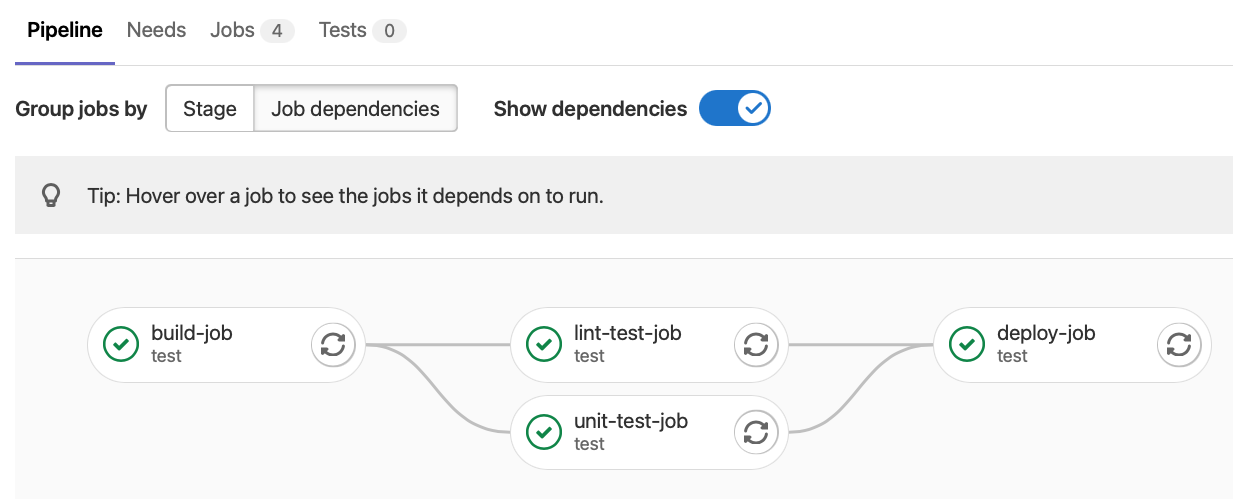 Pipeline Needs Jobs 4 Tests 0
Group jobs by Stage Job dependencies Show dependencies
Tip: Hover over a job to see the jobs it depends on to run.
build-job
test
lint-test-job
test
unit-test-job
test
deploy-job
test